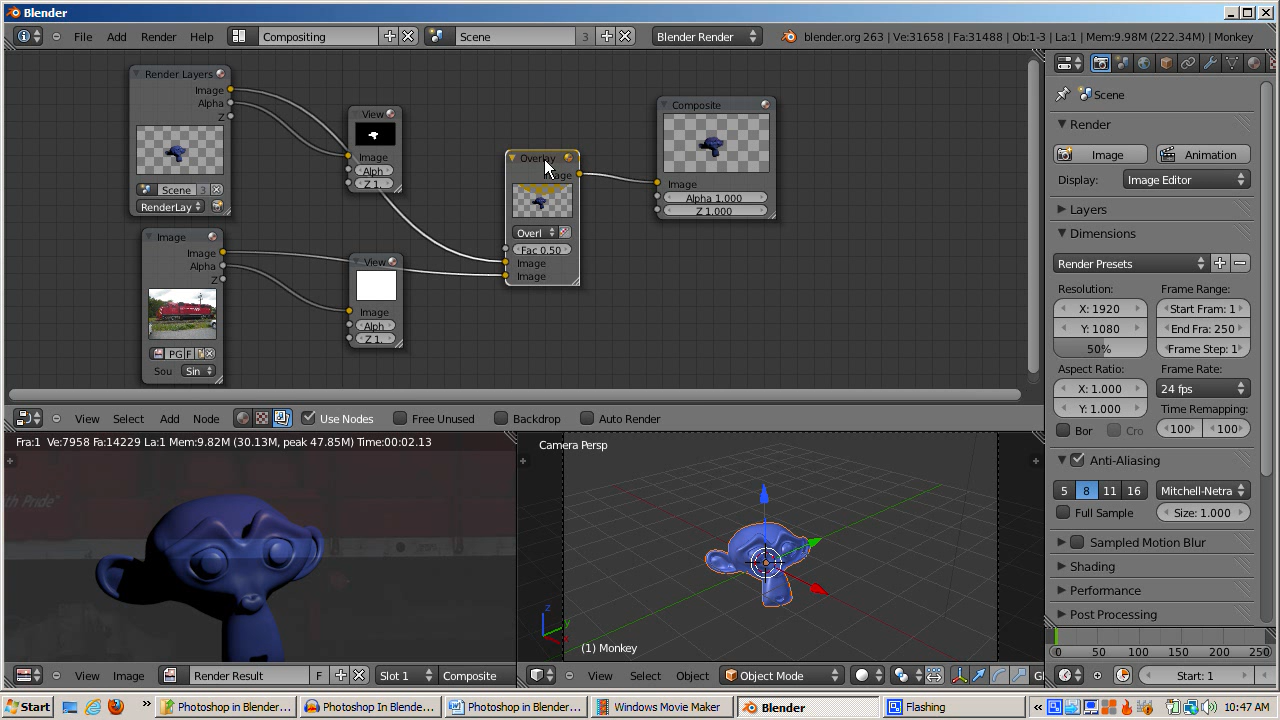 Blender
File Add Render Help Compositing Scene 3 Blender Render blender.org 263 | Ve:31658 | Fa:31488 | Ob:1-3 | La:1 | Mem:9.98M (222.34M) | Monkey
Render Layers
Image
Alpha
Z
Scene 3
RenderLay
View
Image
Alph
Z 1.
Overlay
Image
Overl
Fac 0.50
Image
Image
Composite
Image
Alpha 1.000
Z 1.000
Image
Image
Alpha
Z
PG F
Sou Sin
View
Image
Alph
Z 1.
View Select Add Node Use Nodes Free Unused Backdrop Auto Render
Fra:1 Ve:7958 Fa:14229 La:1 Mem:9.82M (30.13M, peak 47.85M) Time:00:02.13
With Pride"
View Image Render Result F Slot 1 Composite
Camera Persp
z
y
x
(1) Monkey
View Select Object Object Mode G
Scene
Render
Image Animation
Display: Image Editor
Layers
Dimensions
Render Presets
Resolution: Frame Range:
X: 1920 Start Fram: 1
Y: 1080 End Fra: 250
50% Frame Step: 1
Aspect Ratio: Frame Rate:
X: 1.000 24 fps
Y: 1.000 Time Remapping:
Bor Cro 100 100
Anti-Aliasing
5 8 11 16 Mitchell-Netra
Full Sample Size: 1.000
Sampled Motion Blur
Shading
Performance
Post Processing
0 50 100 150 200 250
Start: 1
Start Photoshop in Blender... Photoshop In Blende... Photoshop in Blender... Windows Movie Maker Blender Flashing 10:47 AM